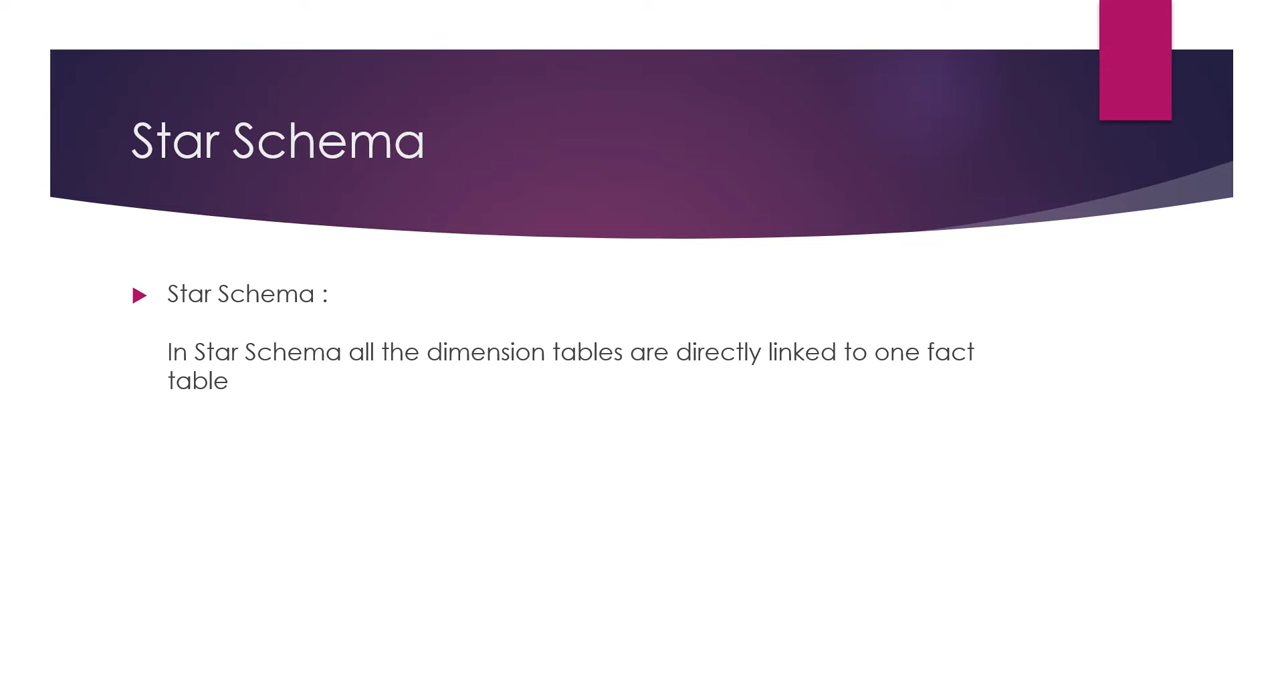 Star Schema
Star Schema :
In Star Schema all the dimension tables are directly linked to one fact
table